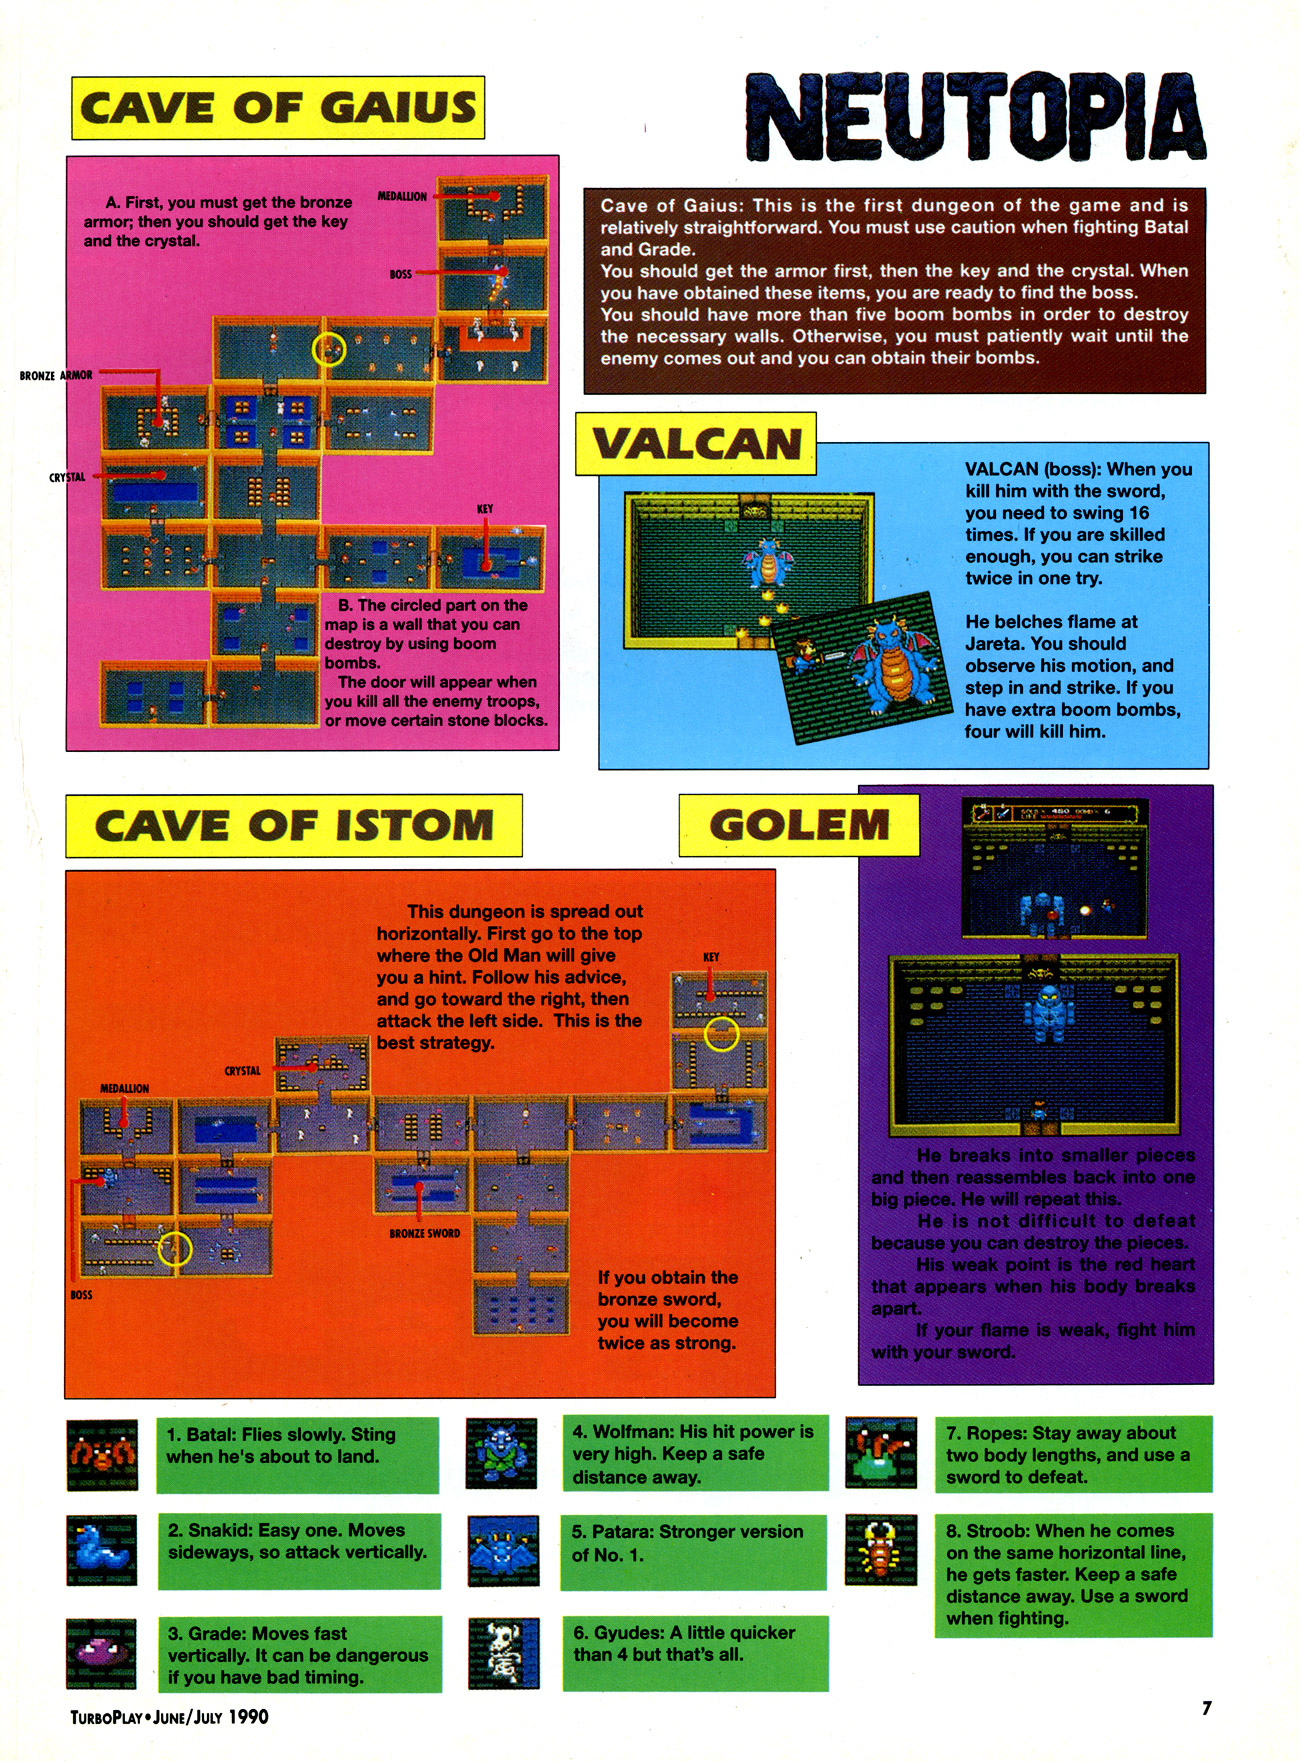 NEUTOPIA
CAVE OF GAIUS
A. First, you must get the bronze
armor; then you should get the key
and the crystal.
MEDALLION
BOSS
BRONZE ARMOR
CRYSTAL
KEY
B. The circled part on the
map is a wall that you can
destroy by using boom
bombs.
The door will appear when
you kill all the enemy troops,
or move certain stone blocks.
Cave of Gaius: This is the first dungeon of the game and is
relatively straightforward. You must use caution when fighting Batal
and Grade.
You should get the armor first, then the key and the crystal. When
you have obtained these items, you are ready to find the boss.
You should have more than five boom bombs in order to destroy
the necessary walls. Otherwise, you must patiently wait until the
enemy comes out and you can obtain their bombs.
VALCAN
VALCAN (boss): When you
kill him with the sword,
you need to swing 16
times. If you are skilled
enough, you can strike
twice in one try.
He belches flame at
Jareta. You should
observe his motion, and
step in and strike. If you
have extra boom bombs,
four will kill him.
CAVE OF ISTOM
This dungeon is spread out
horizontally. First go to the top
where the Old Man will give
you a hint. Follow his advice,
and go toward the right, then
attack the left side. This is the
best strategy.
KEY
CRYSTAL
MEDALLION
BRONZE SWORD
BOSS
If you obtain the
bronze sword,
you will become
twice as strong.
GOLEM
GOLD 480 BOMB 6
LIFE
He breaks into smaller pieces
and then reassembles back into one
big piece. He will repeat this.
He is not difficult to defeat
because you can destroy the pieces.
His weak point is the red heart
that appears when his body breaks
apart.
If your flame is weak, fight him
with your sword.
1. Batal: Flies slowly. Sting
when he's about to land.
2. Snakid: Easy one. Moves
sideways, so attack vertically.
3. Grade: Moves fast
vertically. It can be dangerous
if you have bad timing.
4. Wolfman: His hit power is
very high. Keep a safe
distance away.
5. Patara: Stronger version
of No. 1.
6. Gyudes: A little quicker
than 4 but that's all.
7. Ropes: Stay away about
two body lengths, and use a
sword to defeat.
8. Stroob: When he comes
on the same horizontal line,
he gets faster. Keep a safe
distance away. Use a sword
when fighting.
TURBOPLAY•JUNE/JULY 1990
7